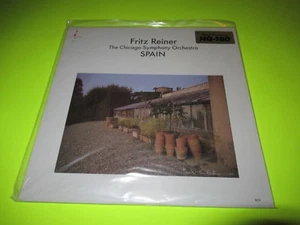 Fritz Reiner
The Chicago Symphony Orchestra
SPAIN